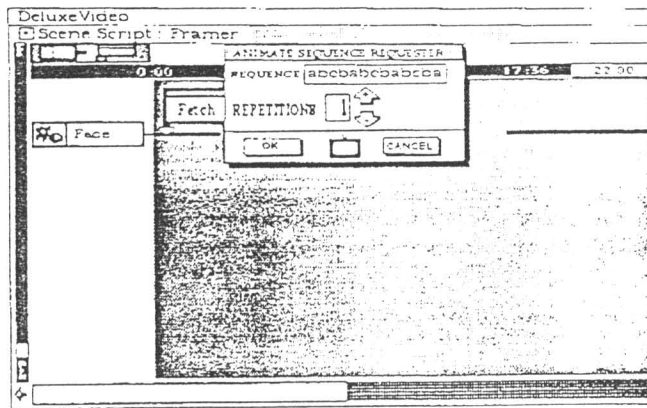 DeluxeVideo
Scene Script : Framer
ANIMATE SEQUENCE REQUESTER
0:00
REQUENCE abcbabcbabcba
17:36
22:00
Fetch
REPETITIONS 1
Face
OK
CANCEL